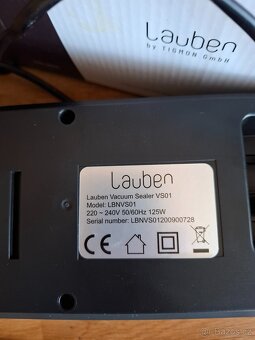 Lauben
by TIGMON GmbH
Lauben
Lauben Vacuum Sealer VS01
Model: LBNVS01
220 ~ 240V 50/60Hz 125W
Serial number: LBNVS01200900728
CE